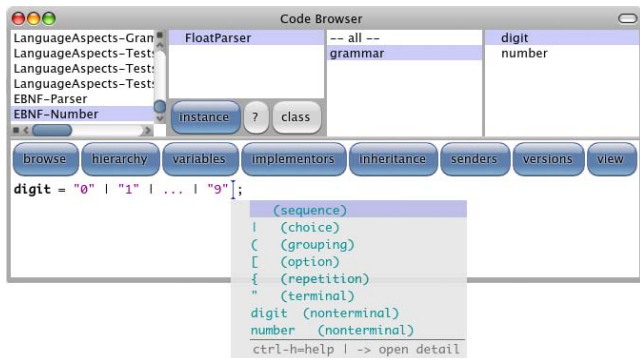 Code Browser
LanguageAspects-Gram
LanguageAspects-Tests
LanguageAspects-Tests
LanguageAspects-Tests
EBNF-Parser
EBNF-Number
FloatParser
instance
?
class
-- all --
grammar
digit
number
browse hierarchy variables implementors inheritance senders versions view
digit = "0" | "1" | ... | "9" ;
(sequence)
| (choice)
( (grouping)
[ (option)
{ (repetition)
" (terminal)
digit (nonterminal)
number (nonterminal)
ctrl-h=help | -> open detail